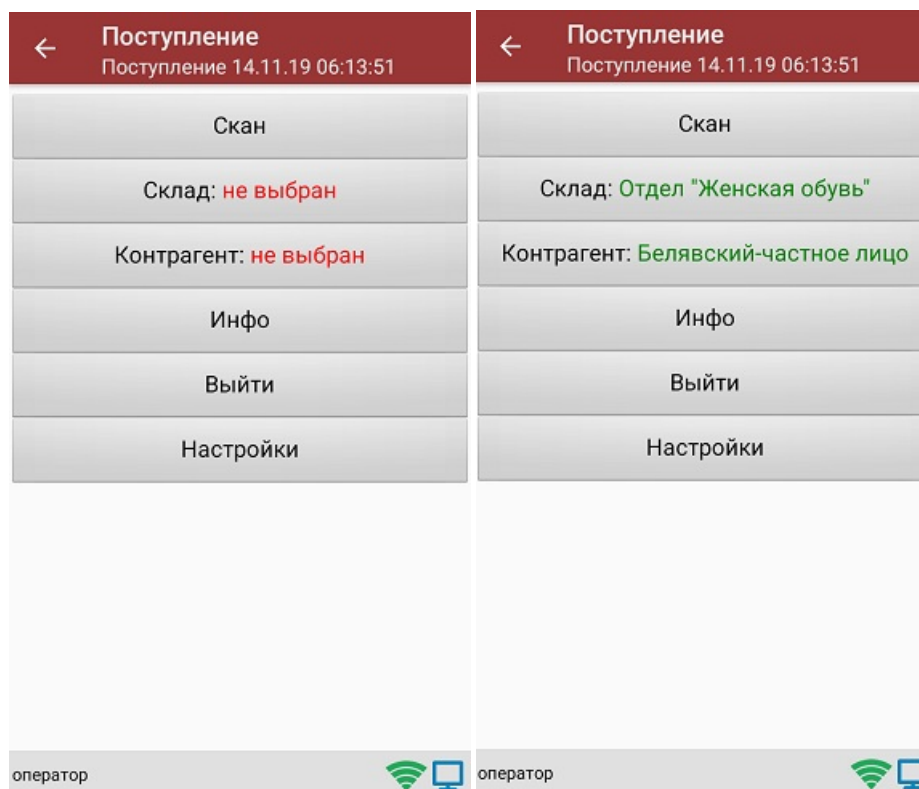 Поступление
Поступление 14.11.19 06:13:51
Скан
Склад: не выбран
Контрагент: не выбран
Инфо
Выйти
Настройки
оператор
Поступление
Поступление 14.11.19 06:13:51
Скан
Склад: Отдел "Женская обувь"
Контрагент: Белявский-частное лицо
Инфо
Выйти
Настройки
оператор